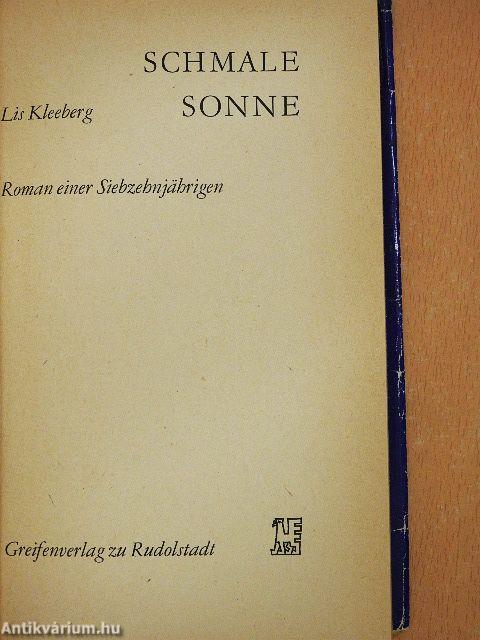 SCHMALE
Lis Kleeberg SONNE
Roman einer Siebzehnjährigen
Greifenverlag zu Rudolstadt
Antikvárium.hu